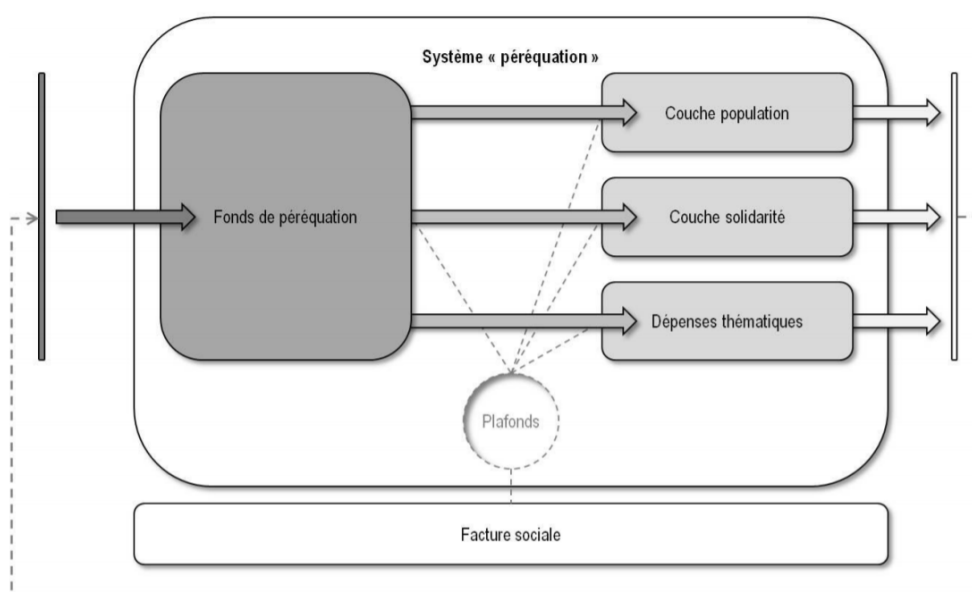 Système « péréquation »
Couche population
Fonds de péréquation
Couche solidarité
Dépenses thématiques
Plafonds
Facture sociale